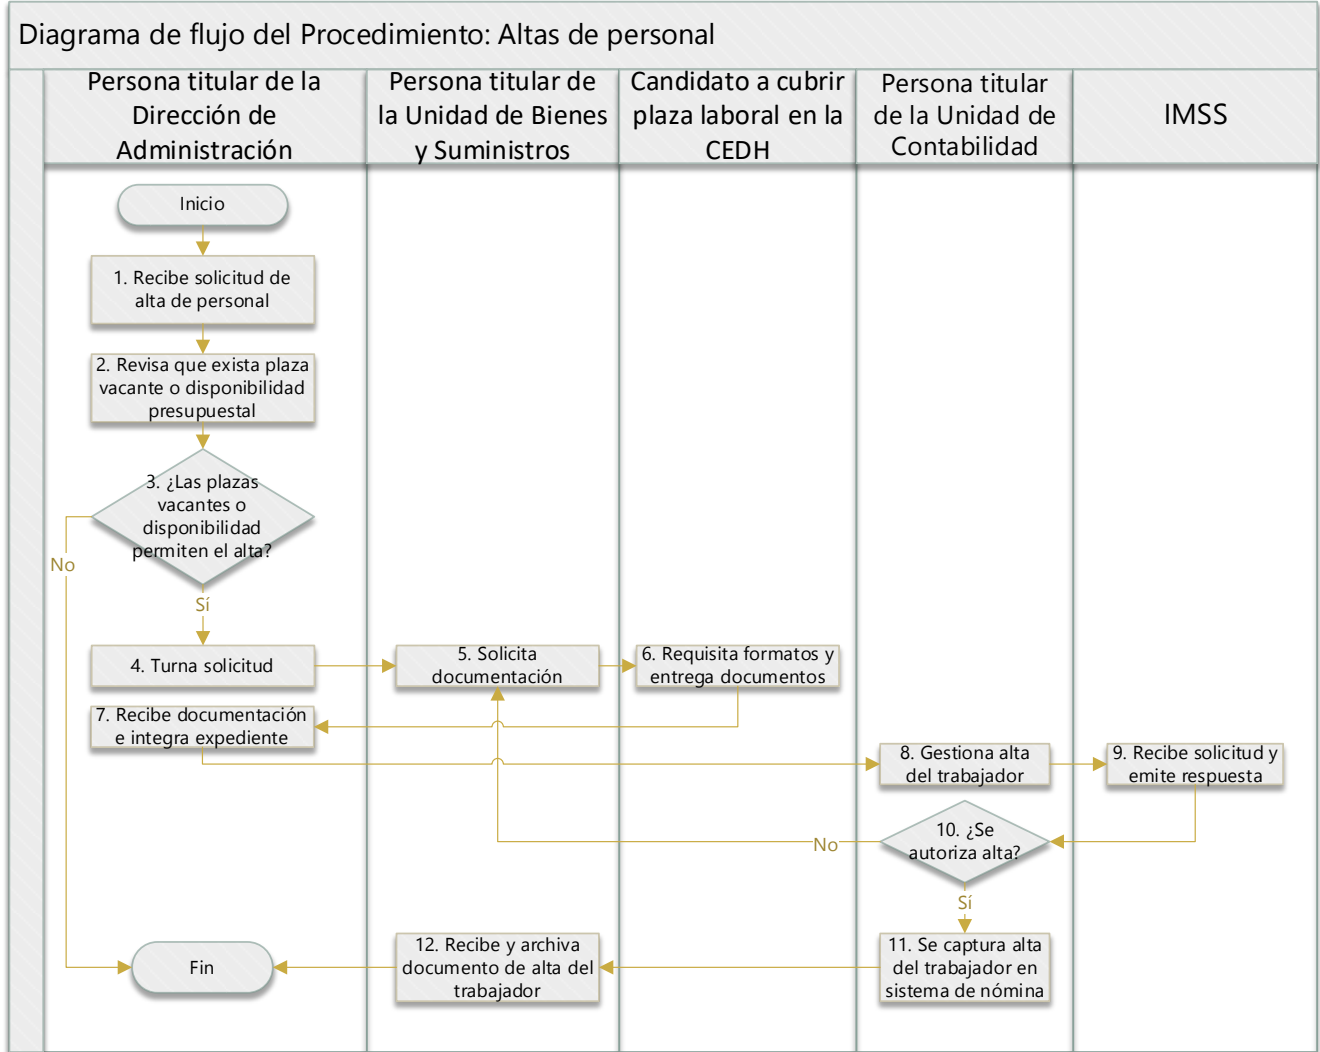 Diagrama de flujo del Procedimiento: Altas de personal
Persona titular de la
Dirección de
Administración
Persona titular de
la Unidad de Bienes
y Suministros
Candidato a cubrir
plaza laboral en la
CEDH
Persona titular
de la Unidad de
Contabilidad
IMSS
Inicio
1. Recibe solicitud de
alta de personal
2. Revisa que exista plaza
vacante o disponibilidad
presupuestal
3. ¿Las plazas
vacantes o
disponibilidad
permiten el alta?
No
Sí
4. Turna solicitud
5. Solicita
documentación
6. Requisita formatos y
entrega documentos
7. Recibe documentación
e integra expediente
8. Gestiona alta
del trabajador
9. Recibe solicitud y
emite respuesta
10. ¿Se
autoriza alta?
No
Sí
11. Se captura alta
del trabajador en
sistema de nómina
12. Recibe y archiva
documento de alta del
trabajador
Fin